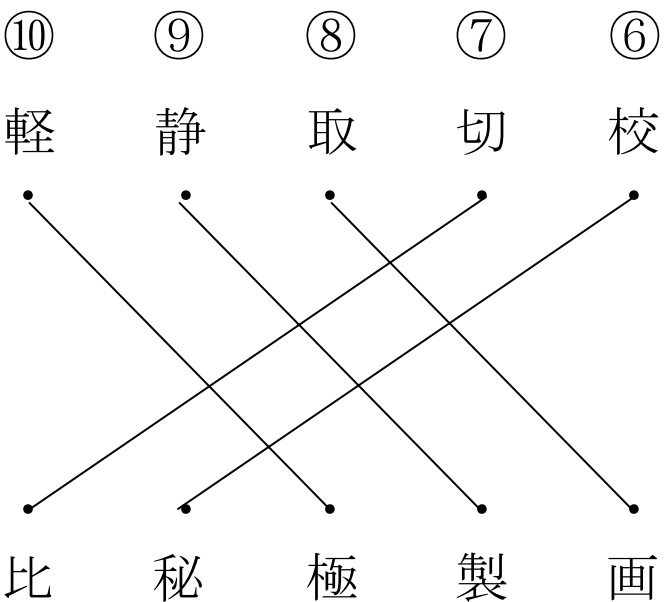 ⑩ ⑨ ⑧ ⑦ ⑥
軽 静 取 切 校
比 秘 極 製 画